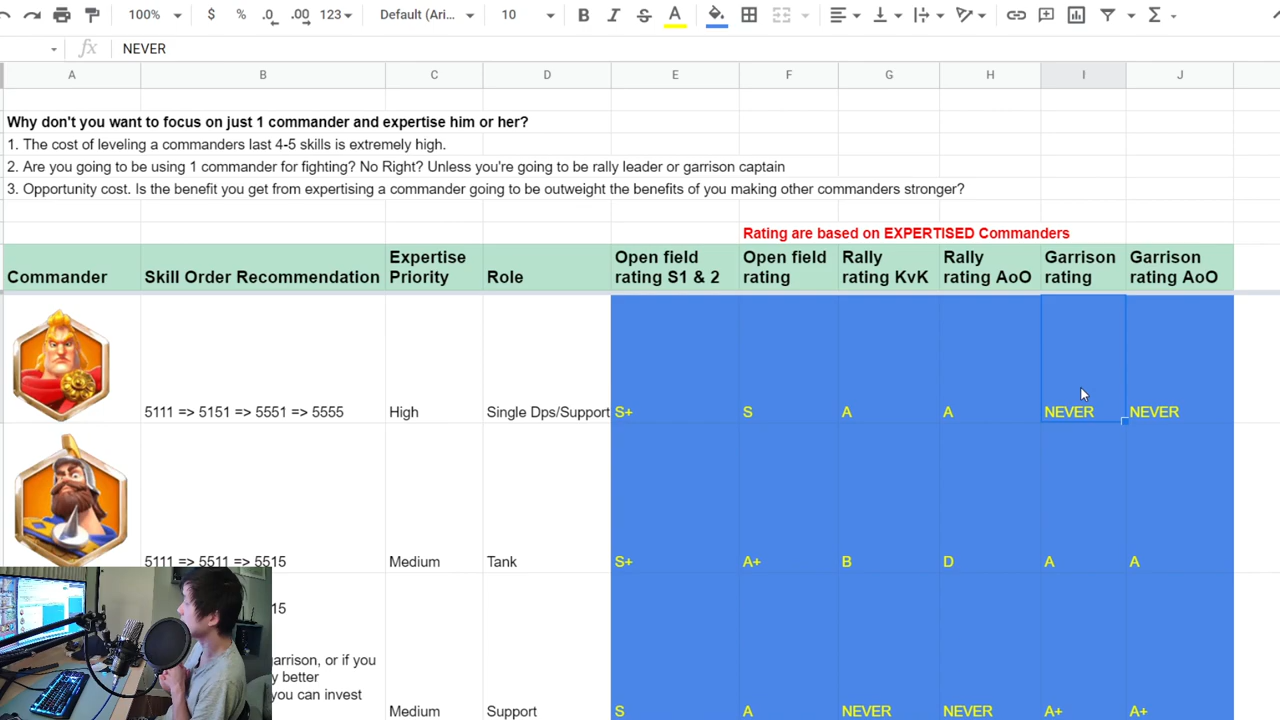 100% $ % .0 .00 123 Default (Ari... 10 B I S A
fx NEVER
A B C D E F G H I J
Why don't you want to focus on just 1 commander and expertise him or her?
1. The cost of leveling a commanders last 4-5 skills is extremely high.
2. Are you going to be using 1 commander for fighting? No Right? Unless you're going to be rally leader or garrison captain
3. Opportunity cost. Is the benefit you get from expertising a commander going to be outweight the benefits of you making other commanders stronger?
Rating are based on EXPERTISED Commanders
Commander Skill Order Recommendation Expertise Priority Role Open field rating S1 & 2 Open field rating Rally rating KvK Rally rating AoO Garrison rating Garrison rating AoO
5111 => 5151 => 5551 => 5555 High Single Dps/Support S+ S A A NEVER NEVER
5111 => 5511 => 5515 Medium Tank S+ A+ B D A A
15
arrison, or if you
y better
you can invest
Medium Support S A NEVER NEVER A+ A+